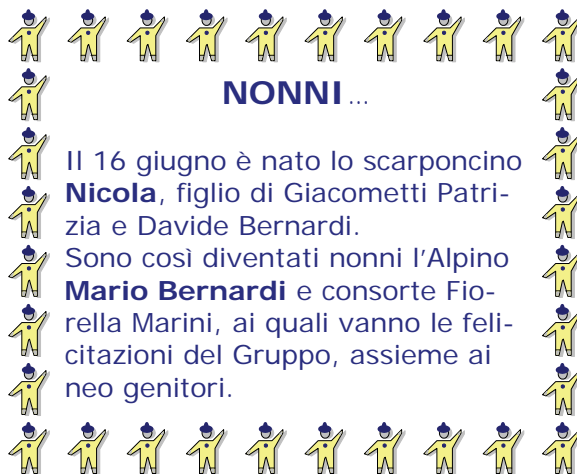 NONNI...
Il 16 giugno è nato lo scarponcino
Nicola, figlio di Giacometti Patri-
zia e Davide Bernardi.
Sono così diventati nonni l'Alpino
Mario Bernardi e consorte Fio-
rella Marini, ai quali vanno le feli-
citazioni del Gruppo, assieme ai
neo genitori.